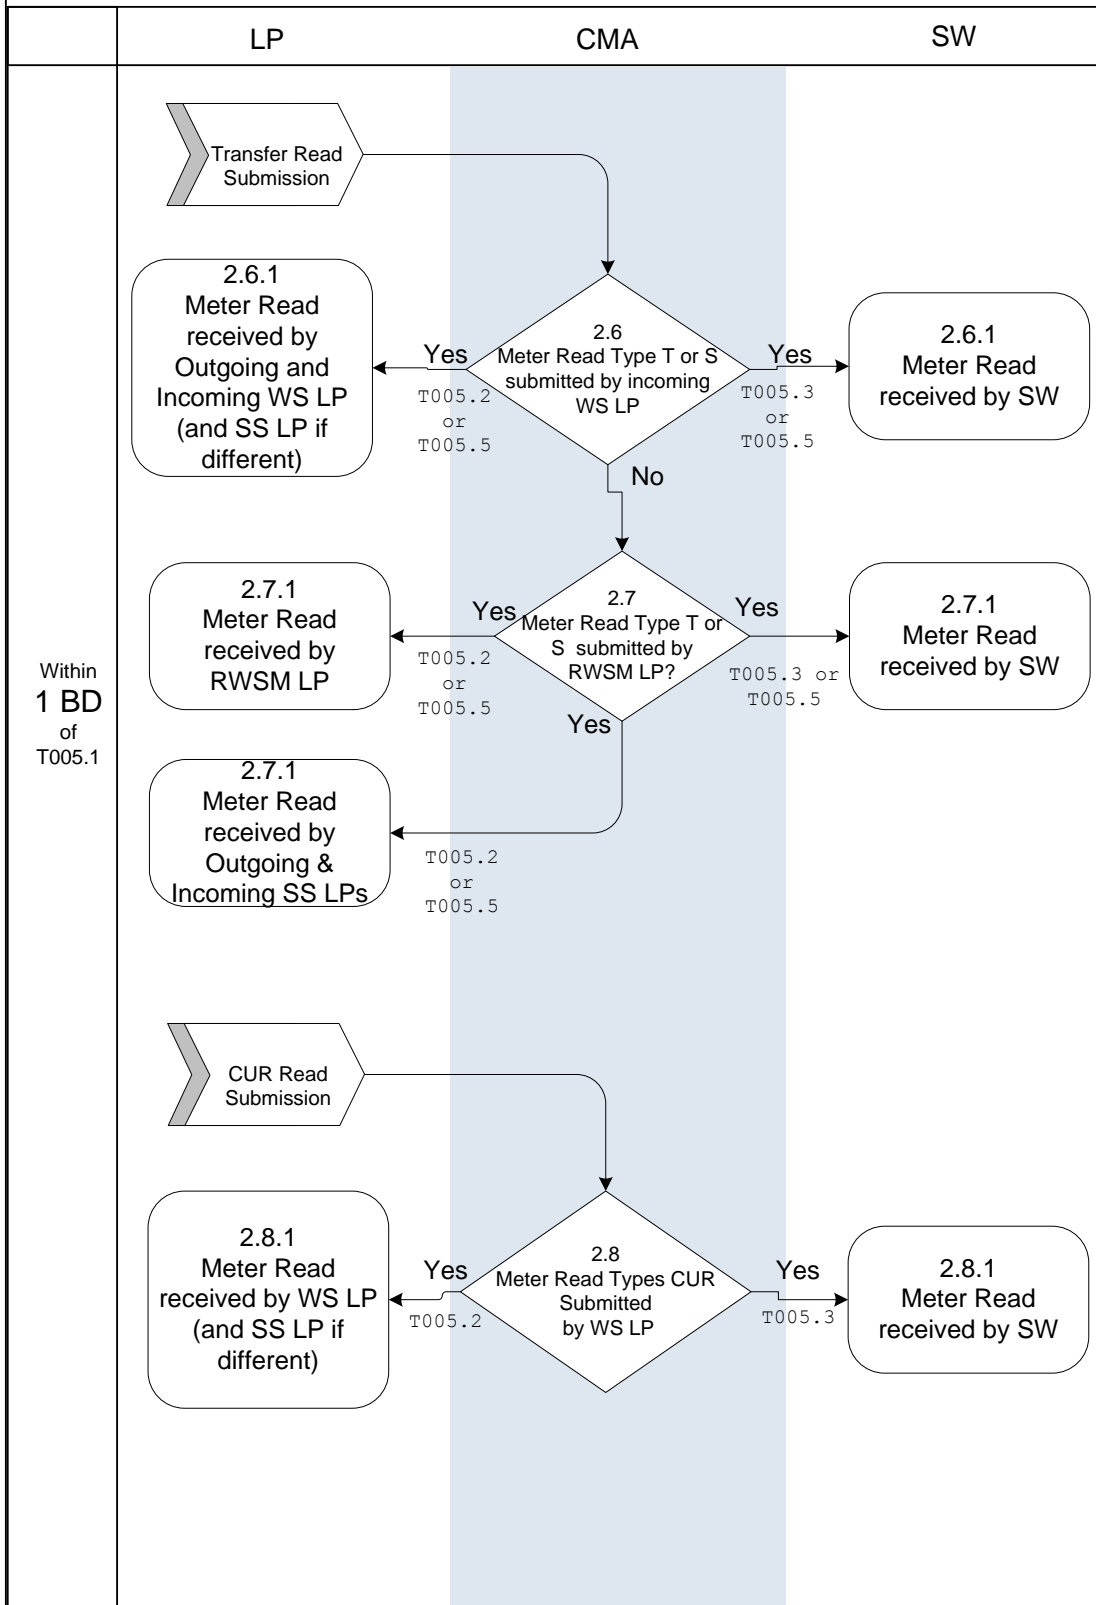 LP
CMA
SW
Transfer Read
Submission
2.6.1
Meter Read
received by
Outgoing and
Incoming WS LP
(and SS LP if
different)
Yes
T005.2
or
T005.5
2.6
Meter Read Type T or S
submitted by incoming
WS LP
Yes
T005.3
or
T005.5
2.6.1
Meter Read
received by SW
No
2.7.1
Meter Read
received by
RWSM LP
Yes
T005.2
or
T005.5
2.7
Meter Read Type T or
S submitted by
RWSM LP?
Yes
T005.3 or
T005.5
2.7.1
Meter Read
received by SW
Within
1 BD
of
T005.1
Yes
2.7.1
Meter Read
received by
Outgoing &
Incoming SS LPs
T005.2
or
T005.5
CUR Read
Submission
2.8.1
Meter Read
received by WS LP
(and SS LP if
different)
Yes
T005.2
2.8
Meter Read Types CUR
Submitted
by WS LP
Yes
T005.3
2.8.1
Meter Read
received by SW